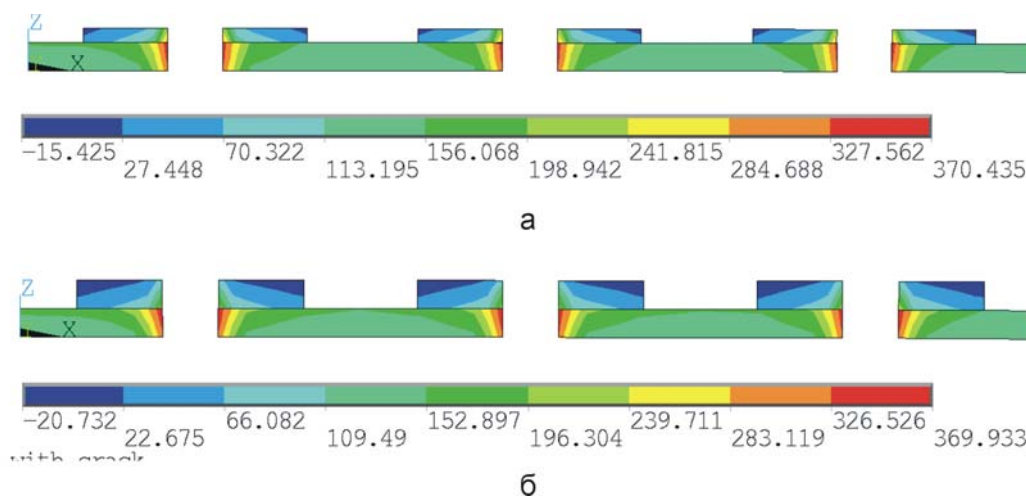 Z
X
−15.425 70.322 156.068 241.815 327.562
27.448 113.195 198.942 284.688 370.435
а
Z
X
−20.732 66.082 152.897 239.711 326.526
22.675 109.49 196.304 283.119 369.933
with crack
б